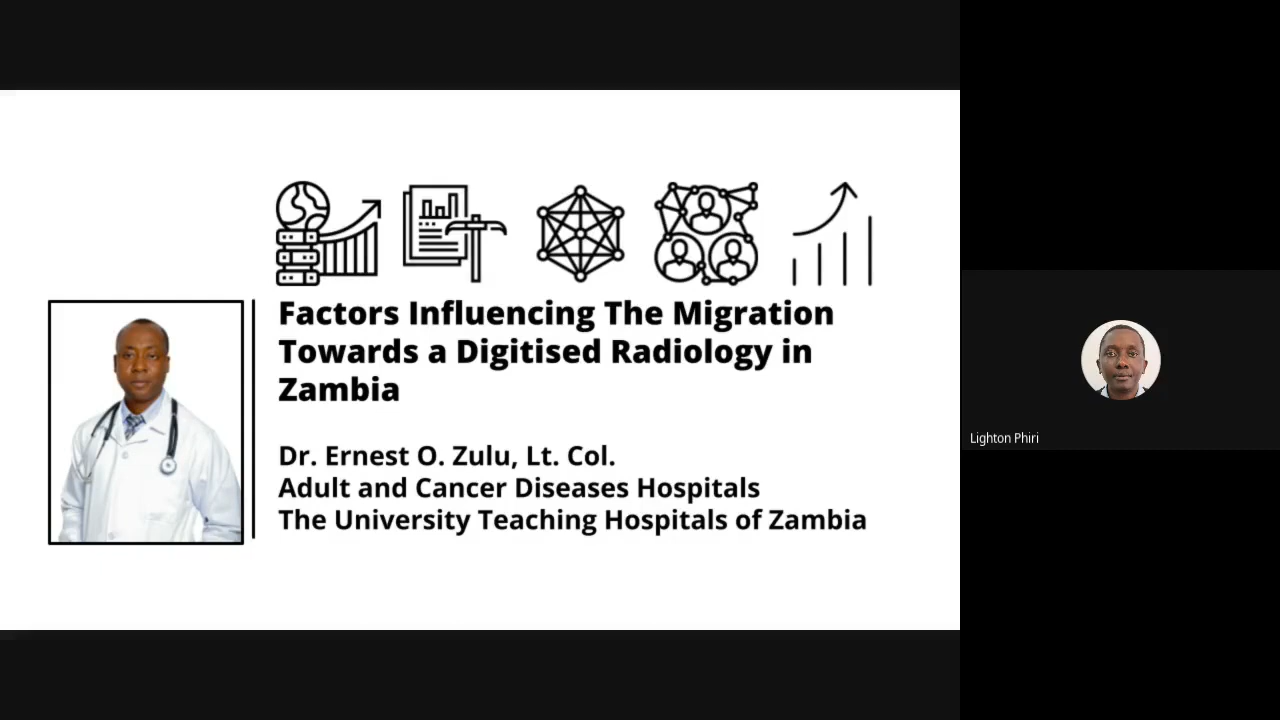 Factors Influencing The Migration
Towards a Digitised Radiology in
Zambia
Dr. Ernest O. Zulu, Lt. Col.
Adult and Cancer Diseases Hospitals
The University Teaching Hospitals of Zambia
Lighton Phiri